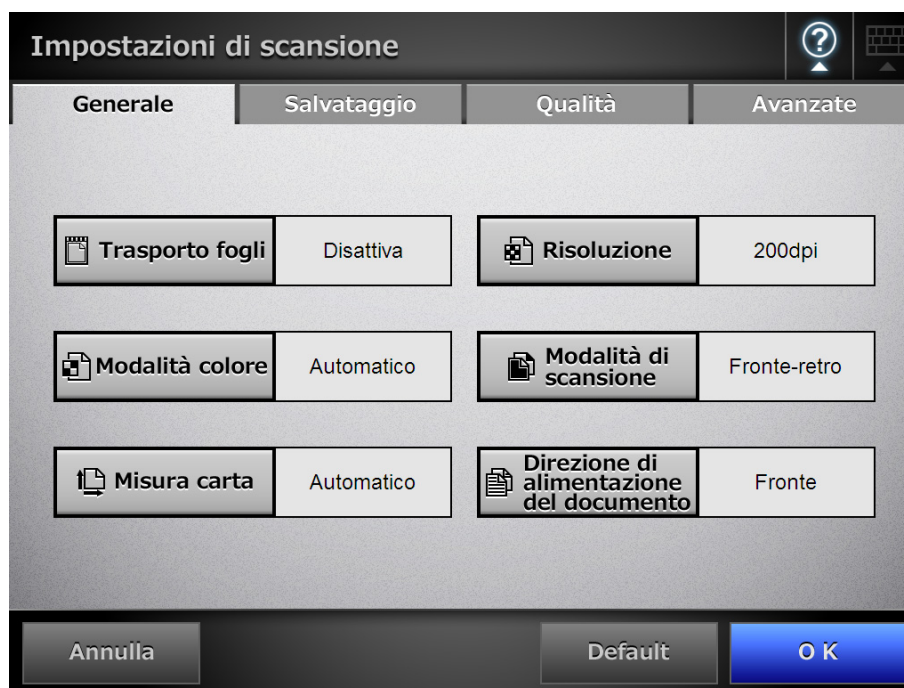 Impostazioni di scansione
?
Generale Salvataggio Qualità Avanzate
Trasporto fogli Disattiva Risoluzione 200dpi
Modalità colore Automatico Modalità di
scansione Fronte-retro
Misura carta Automatico Direzione di
alimentazione
del documento Fronte
Annulla Default OK